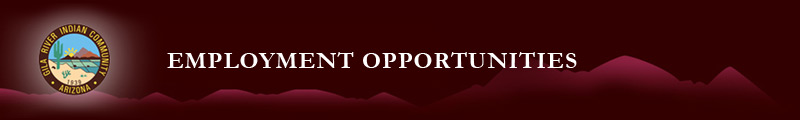 GILA RIVER INDIAN COMMUNITY
1939
ARIZONA
EMPLOYMENT OPPORTUNITIES